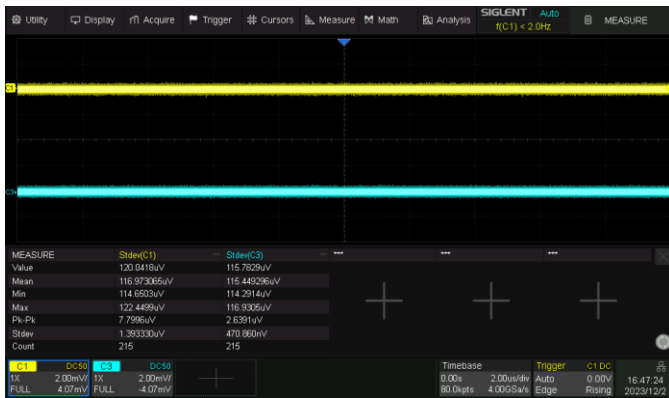 Utility Display Acquire Trigger Cursors Measure Math Analysis SIGLENT Auto MEASURE
f(C1) < 2.0Hz
C1
C3
MEASURE Stdev(C1) Stdev(C3) *** *** ***
Value 120.0418uV 115.7829uV
Mean 116.973065uV 115.449296uV
Min 114.6503uV 114.2914uV
Max 122.4499uV 116.9305uV
Pk-Pk 7.7996uV 2.6391uV
Stdev 1.393330uV 470.860nV
Count 215 215
C1 DC50 C3 DC50 Timebase Trigger C1 DC
1X 2.00mV/ 1X 2.00mV/ 0.00s 2.00us/div Auto 0.00V 16:47:24
FULL 4.07mV FULL -4.07mV 80.0kpts 4.00GSa/s Edge Rising 2023/12/2